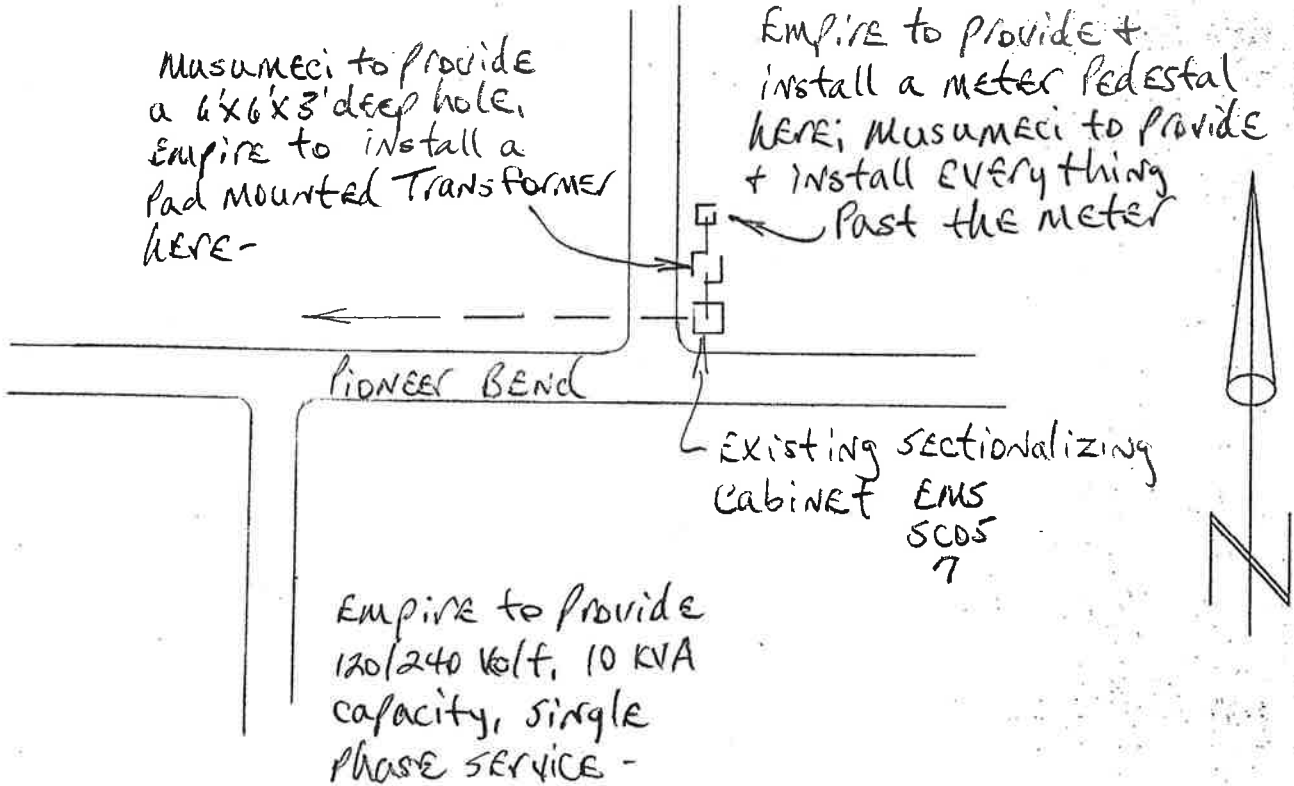 Musumeci to provide
a 6'x6'x3' deep hole,
Empire to install a
Pad Mounted Transformer
here-
Empire to provide +
install a meter Pedestal
here; Musumeci to provide
+ install everything
Past the meter
Pioneer Bend
Existing Sectionalizing
Cabinet EMS
SC05
7
N
Empire to Provide
120/240 Volt, 10 KVA
capacity, single
phase service -